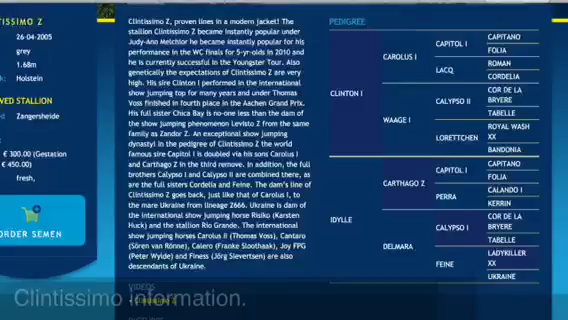 TISSIMO Z
26-04-2005
grey
1.68m
k: Holstein
VED STALLION
d Zangersheide
:
€ 300.00 (Gestation
€ 450.00)
fresh,
ORDER SEMEN
Clintissimo Z, proven lines in a modern jacket! The
stallion Clintissimo Z became instantly popular under
Judy-Ann Melchior he became instantly popular for his
performance in the WC finals for 5-yr-olds in 2010 and
he is currently successful in the Youngster Tour. Also
genetically the expectations of Clintissimo Z are very
high. His sire Clinton I performed in the international
show jumping top for many years and under Thomas
Voss finished in fourth place in the Aachen Grand Prix.
His full sister Chica Bay is no-one less than the dam of
the show jumping phenomenon Levisto Z from the same
family as Zandor Z. An exceptional show jumping
dynasty! In the pedigree of Clintissimo Z the world
famous sire Capitol I is doubled via his sons Carolus I
and Carthago Z in the third remove. In addition, the full
brothers Calypso I and Calypso II are combined there, as
are the full sisters Cordelia and Feine. The dam's line of
Clintissimo Z goes back, just like that of Carolus I, to
the mare Ukraine from lineage 2666. Ukraine is dam of
the international show jumping horse Risiko (Karsten
Huck) and the stallion Rio Grande. The international
show jumping horses Carolus II (Thomas Voss), Cantaro
(Sören van Rönne), Calero (Franke Sloothaak), Joy FPG
(Peter Wylde) and Finess (Jörg Sievertsen) are also
descendants of Ukraine.
VIDEOS
PEDIGREE
CLINTON I
CAROLUS I
CAPITOL I
CAPITANO
FOLIA
LACQ
ROMAN
CORDELIA
WAAGE I
CALYPSO II
COR DE LA
BRYERE
TABELLE
LORETTCHEN
ROYAL WASH
XX
BANDONIA
IDYLLE
CARTHAGO Z
CAPITOL I
CAPITANO
FOLIA
PERRA
CALANDO I
KERRIN
DELMARA
CALYPSO I
COR DE LA
BRYERE
TABELLE
FEINE
LADYKILLER
XX
UKRAINE
Clintissimo information.